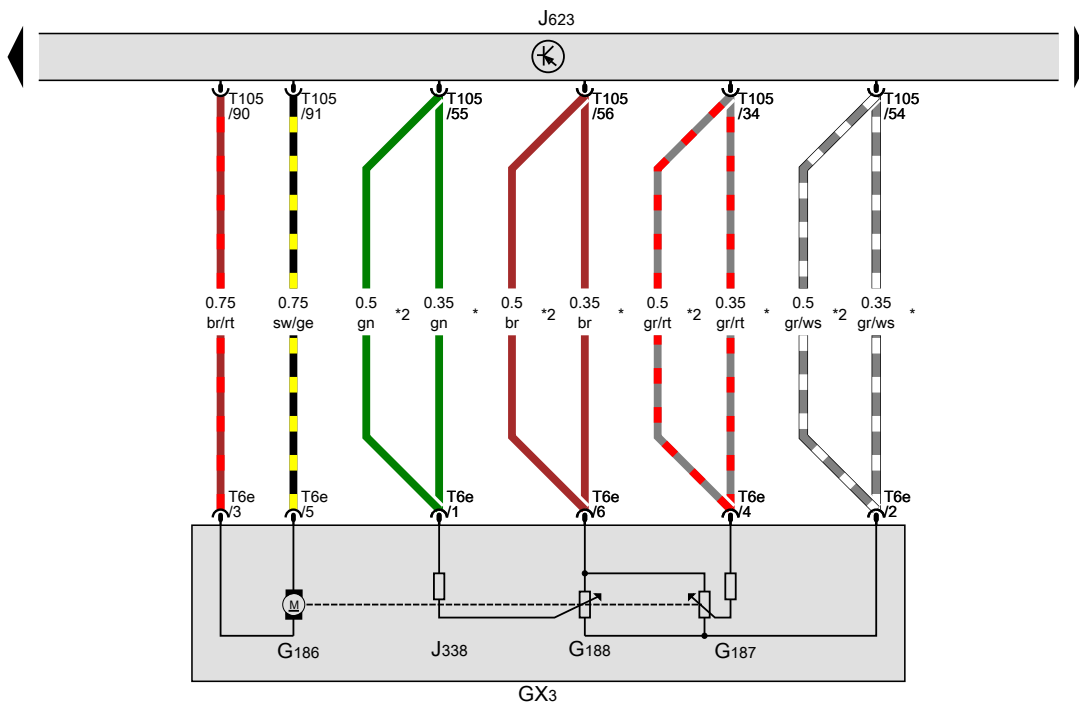 J623
T105 T105 T105 T105 T105 T105
/90 /91 /55 /56 /34 /54
0.75 0.75 0.5 *2 0.35 * 0.5 *2 0.35 * 0.5 *2 0.35 * 0.5 *2 0.35 *
br/rt sw/ge gn gn br br gr/rt gr/rt gr/ws gr/ws
T6e T6e T6e T6e T6e T6e
/3 /5 /1 /6 /4 /2
M
G186 J338 G188 G187
GX3